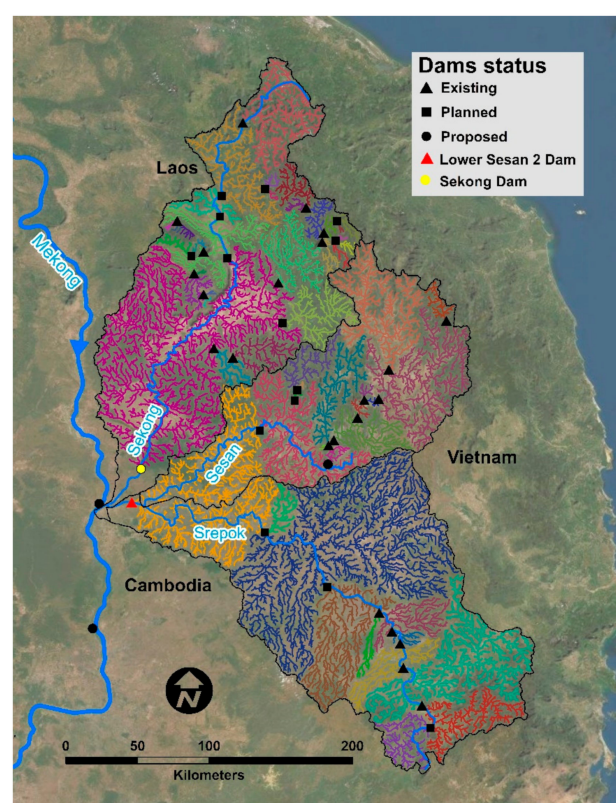 Dams status
Existing
Planned
Proposed
Lower Sesan 2 Dam
Sekong Dam
Laos
Mekong
Sekong
Sesan
Vietnam
Srepok
Cambodia
N
0 50 100 200
Kilometers